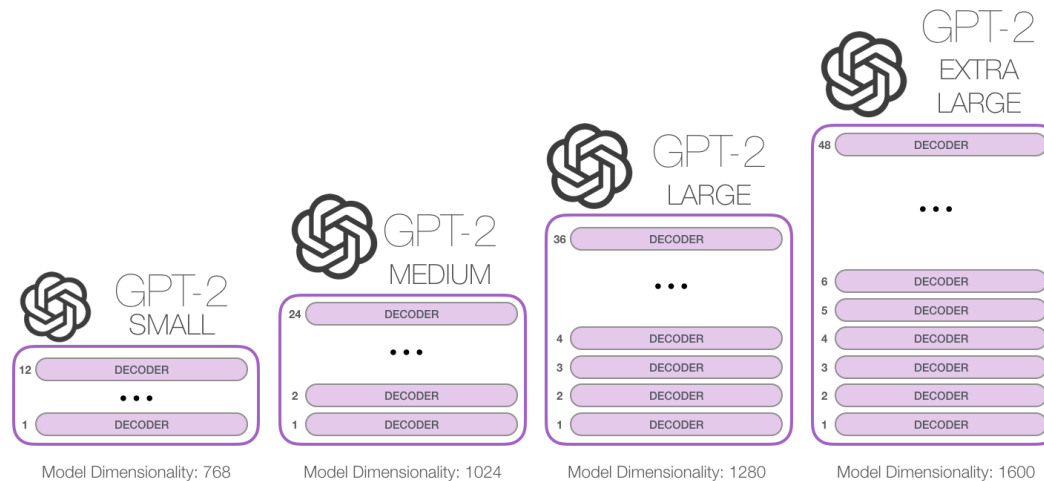 GPT-2
SMALL
12 DECODER
...
1 DECODER
Model Dimensionality: 768
GPT-2
MEDIUM
24 DECODER
...
2 DECODER
1 DECODER
Model Dimensionality: 1024
GPT-2
LARGE
36 DECODER
...
4 DECODER
3 DECODER
2 DECODER
1 DECODER
Model Dimensionality: 1280
GPT-2
EXTRA
LARGE
48 DECODER
...
6 DECODER
5 DECODER
4 DECODER
3 DECODER
2 DECODER
1 DECODER
Model Dimensionality: 1600